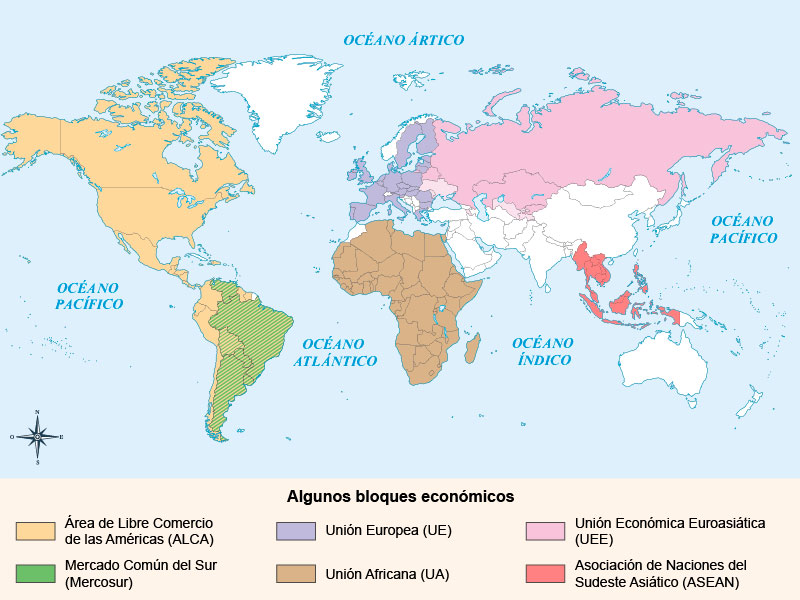 OCÉANO ÁRTICO
OCÉANO
PACÍFICO
OCÉANO
PACÍFICO
OCÉANO
ATLÁNTICO
OCÉANO
ÍNDICO
N
O
E
S
Algunos bloques económicos
Área de Libre Comercio
de las Américas (ALCA)
Unión Europea (UE)
Unión Económica Euroasiática
(UEE)
Mercado Común del Sur
(Mercosur)
Unión Africana (UA)
Asociación de Naciones del
Sudeste Asiático (ASEAN)